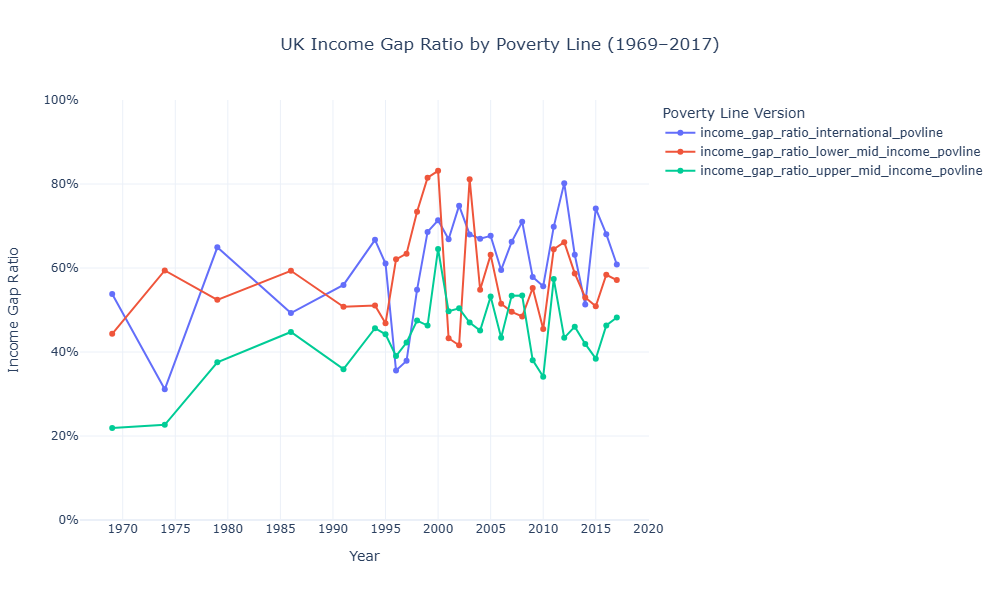 UK Income Gap Ratio by Poverty Line (1969–2017)
Poverty Line Version
income_gap_ratio_international_povline
income_gap_ratio_lower_mid_income_povline
income_gap_ratio_upper_mid_income_povline
Income Gap Ratio
100%
80%
60%
40%
20%
0%
1970 1975 1980 1985 1990 1995 2000 2005 2010 2015 2020
Year